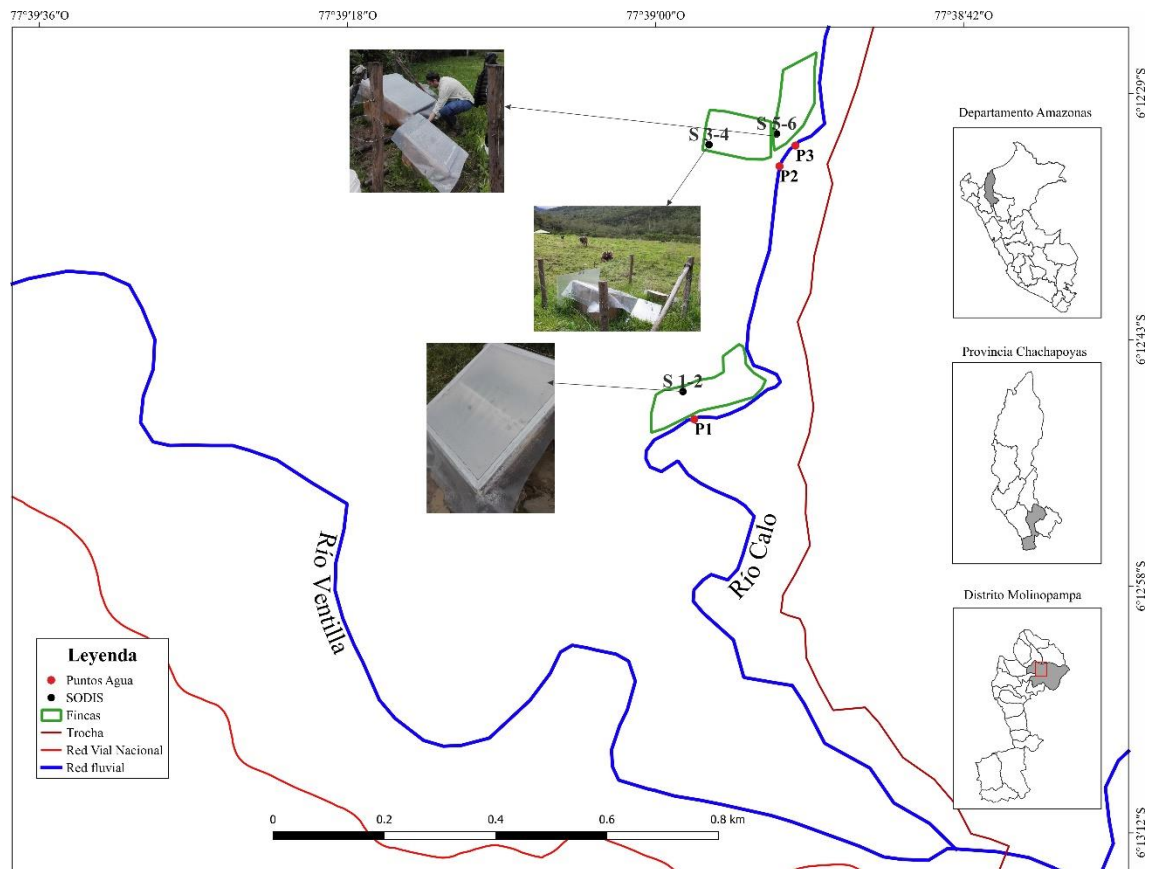 77°39'36"O
77°39'18"O
77°39'00"O
77°38'42"O
6°12'29"S
6°12'43"S
6°12'58"S
6°13'12"S
S 5-6
S 3-4
P3
P2
S 1-2
P1
Río Calo
Río Ventilla
Departamento Amazonas
Provincia Chachapoyas
Distrito Molinopampa
Leyenda
Puntos Agua
SODIS
Fincas
Trocha
Red Vial Nacional
Red fluvial
0 0.2 0.4 0.6 0.8 km